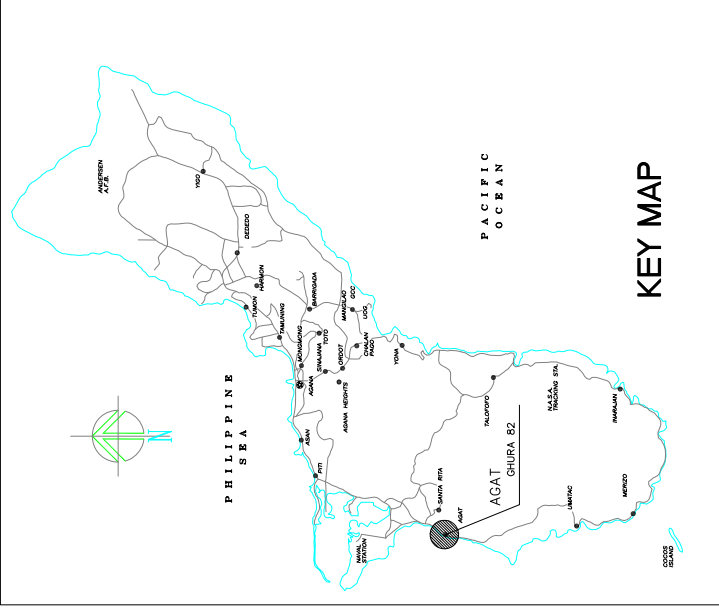 ANDERSEN
A.F.B.
YIGO
DEDEDO
HARMON
TUMON
TAMUNING
BARRIGADA
MANGILAO
GCC
UOG
MONGMONG
TOTO
SINAJANA
ORDOT
CHALAN
PAGO
AGANA
AGANA HEIGHTS
YONA
ASAN
PITI
PHILIPPINE
SEA
PACIFIC
OCEAN
N
NAVAL
STATION
SANTA RITA
AGAT
AGAT
GHURA 82
TALOFOFO
N.A.S.A.
TRACKING STA.
INARAJAN
UMATAC
MERIZO
COCOS
ISLAND
KEY MAP